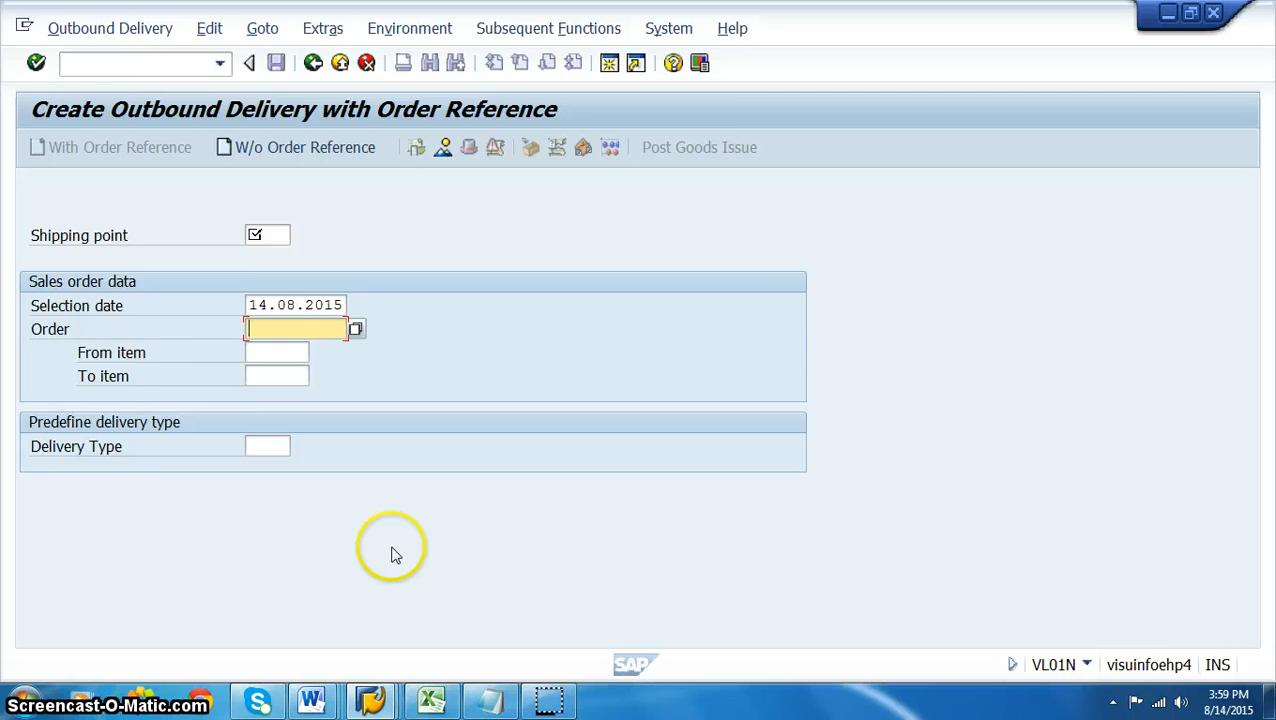 Outbound Delivery Edit Goto Extras Environment Subsequent Functions System Help
Create Outbound Delivery with Order Reference
With Order Reference W/o Order Reference Post Goods Issue
Shipping point
Sales order data
Selection date 14.08.2015
Order
From item
To item
Predefine delivery type
Delivery Type
SAP VL01N visuinfoehp4 INS
3:59 PM
Screencast-O-Matic.com 8/14/2015